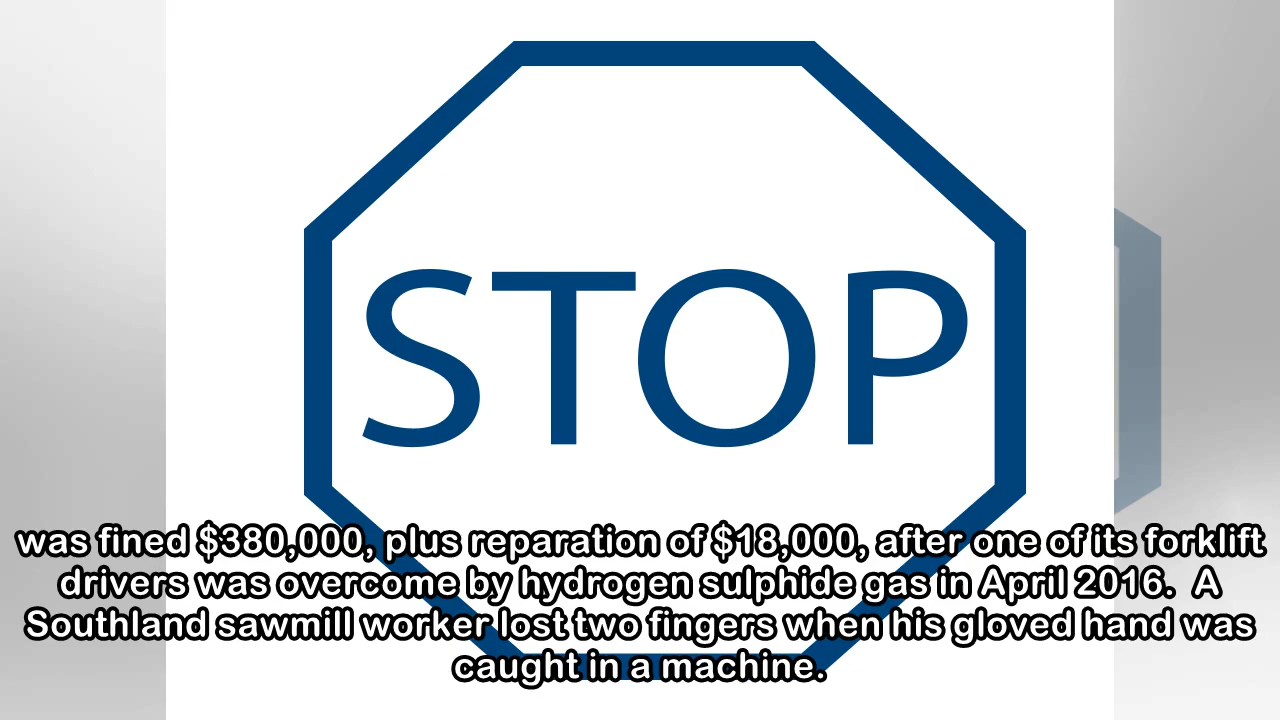 STOP
was fined $380,000, plus reparation of $18,000, after one of its forklift
drivers was overcome by hydrogen sulphide gas in April 2016.  A
Southland sawmill worker lost two fingers when his gloved hand was
caught in a machine.